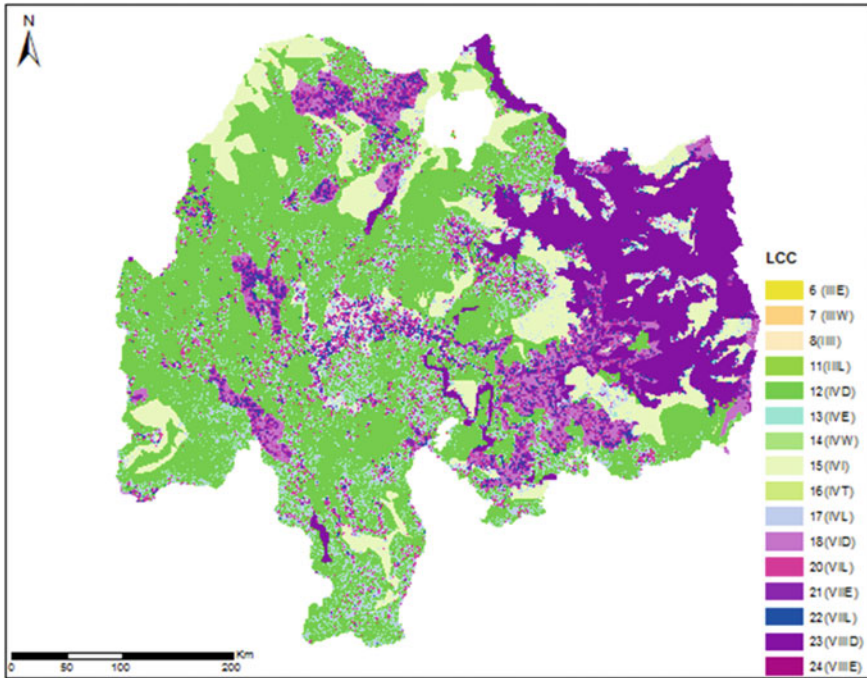 N
LCC
6 (IIIE)
7 (IIIW)
8(IIII)
11(IIIL)
12 (IVD)
13 (IVE)
14 (IVW)
15 (IVI)
16 (IVT)
17 (IVL)
18 (VID)
20 (VIL)
21 (VIIE)
22 (VIIL)
23 (VIIID)
24 (VIIIE)
Km
0 50 100 200